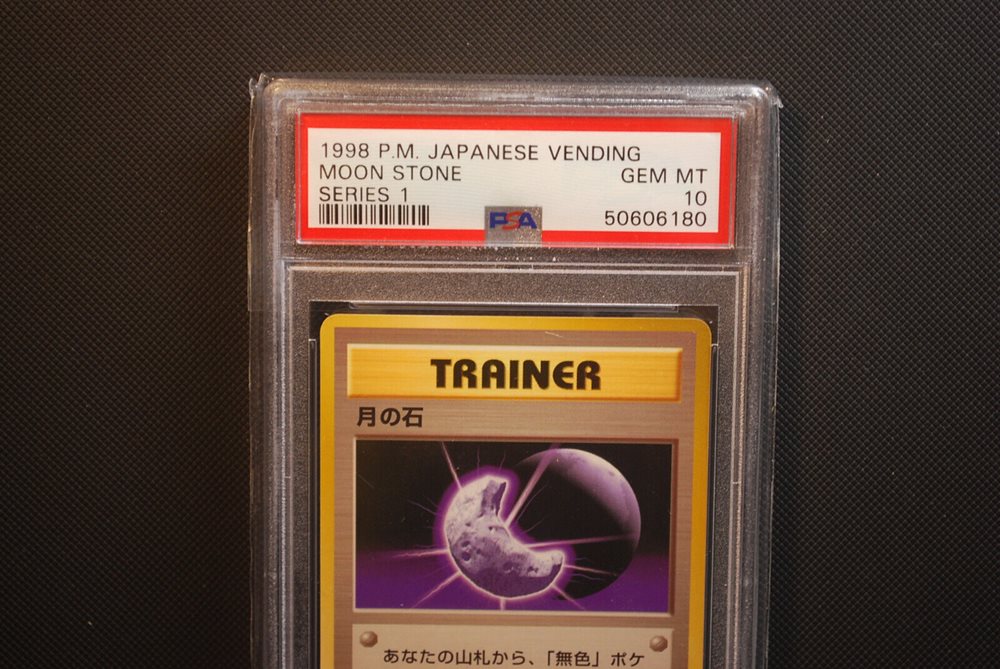 1998 P.M. JAPANESE VENDING
MOON STONE GEM MT
SERIES 1 10
PSA 50606180
TRAINER
月の石
あなたの山札から、「無色」ポケ